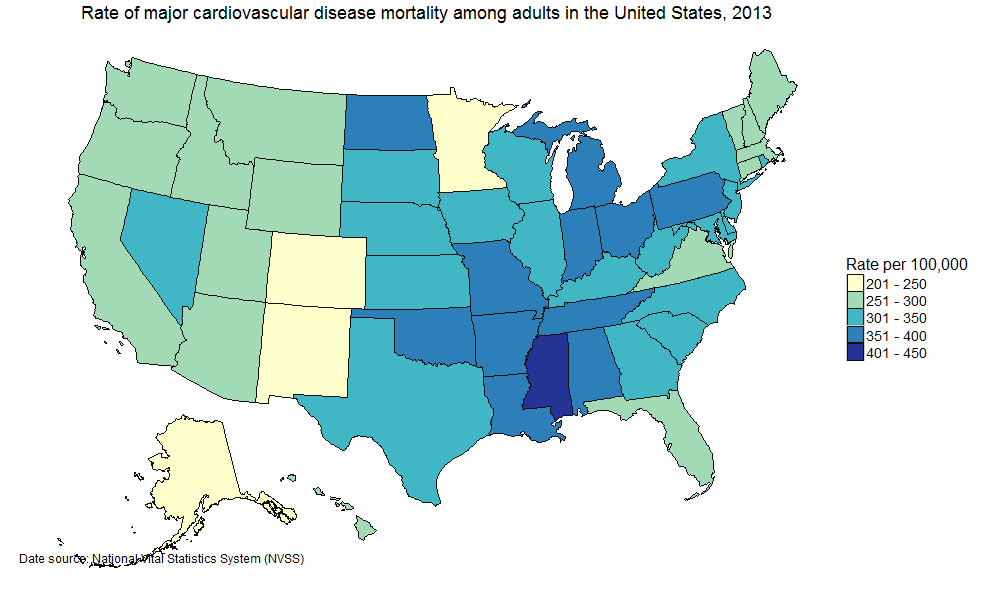 Rate of major cardiovascular disease mortality among adults in the United States, 2013
Rate per 100,000
201 - 250
251 - 300
301 - 350
351 - 400
401 - 450
Date source: National Vital Statistics System (NVSS)